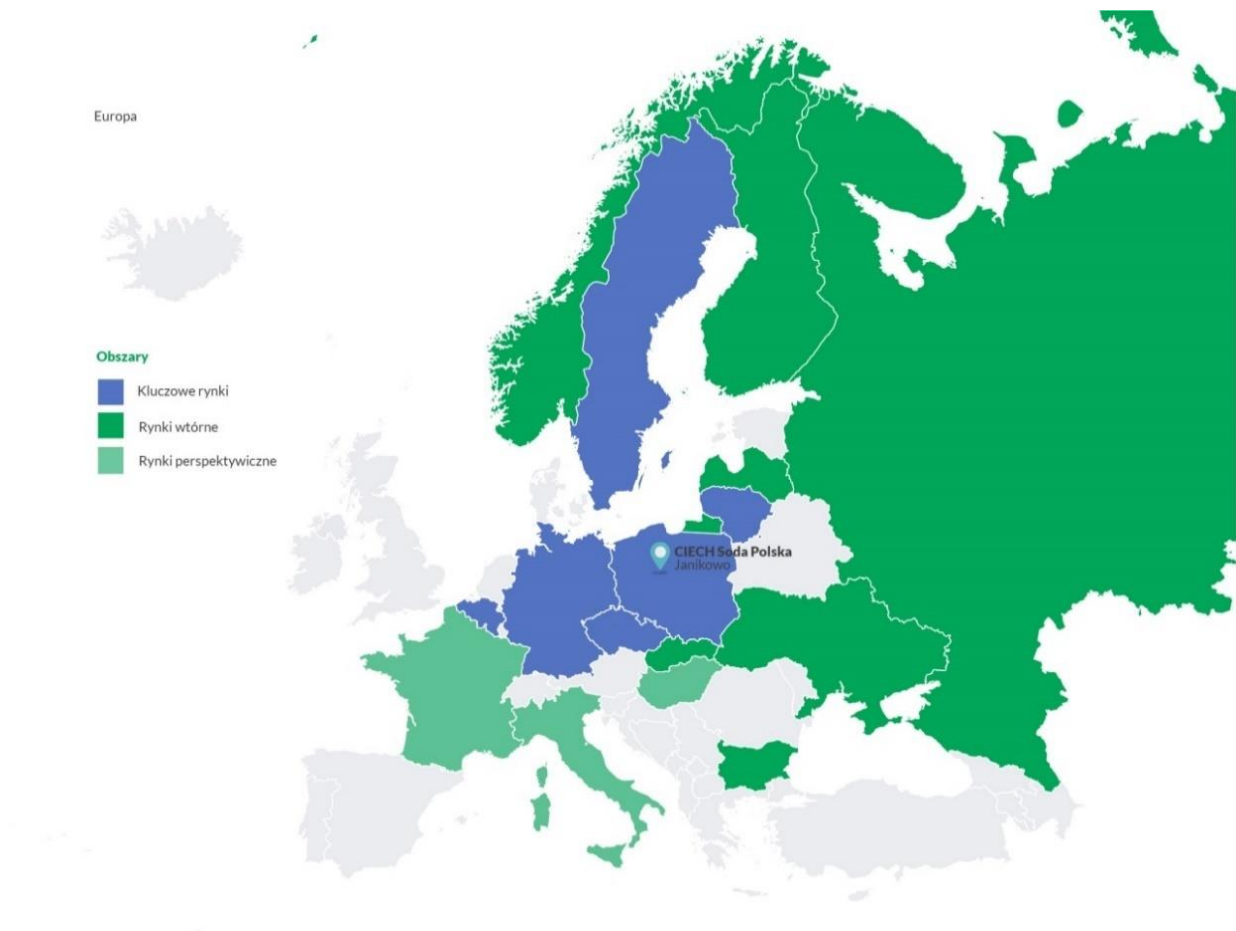 Europa
Obszary
Kluczowe rynki
Rynki wtórne
Rynki perspektywiczne
CIECH Soda Polska
Janikowo